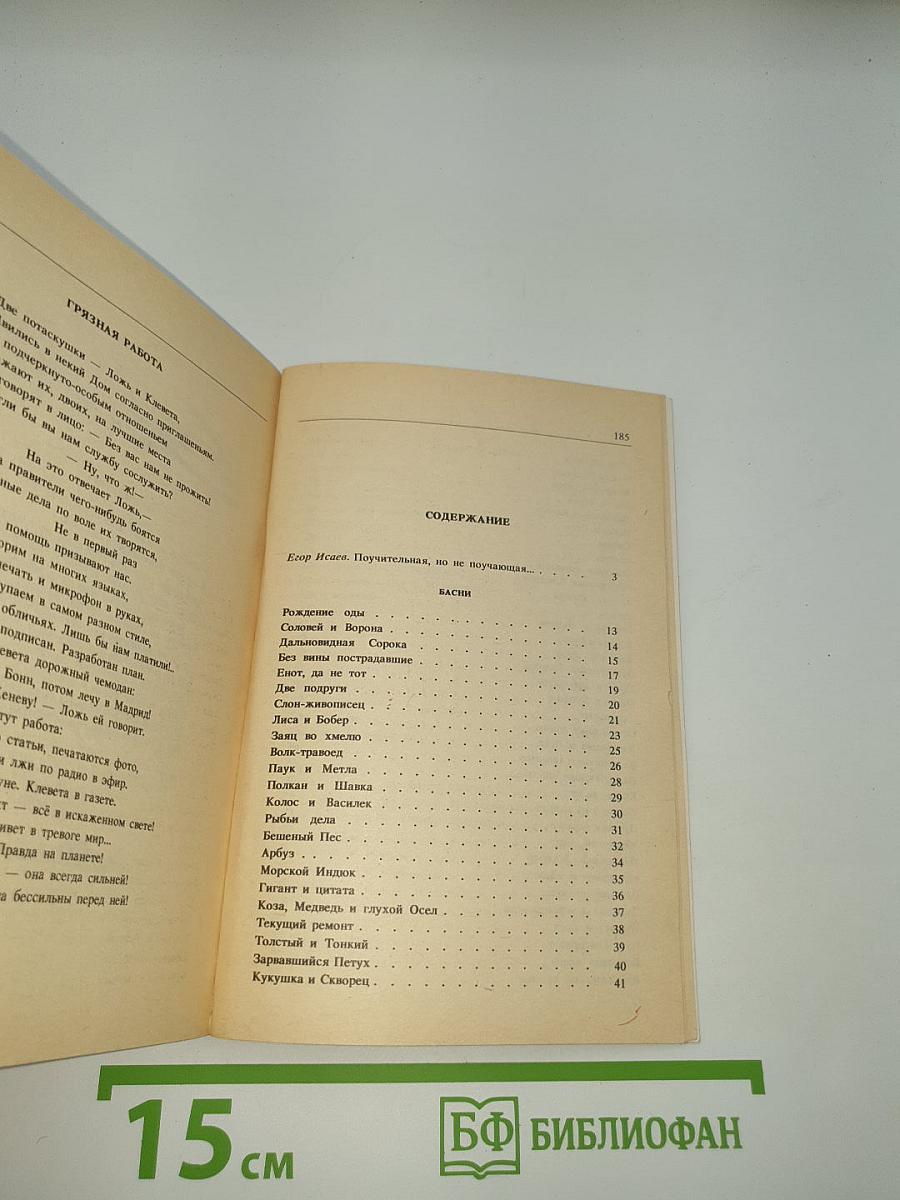 ГРЯЗНАЯ РАБОТА
Две потаскушки — Ложь и Клевета,
явились в некий Дом согласно приглашеньям.
подчеркнуто-особым отношеньем
жают их, двоих, на лучшие места
говорят в лицо: — Без вас нам не прожить!
бы вы нам службу сослужить?
— Ну, что ж!—
На это отвечает Ложь,—
правители чего-нибудь боятся
ные дела по воле их творятся,
Не в первый раз
помощь призывают нас.
орим на многих языках,
печать и микрофон в руках,
упаем в самом разном стиле,
обличьях. Лишь бы нам платили!..
подписан. Разработан план.
евета дорожный чемодан:
Бонн, потом лечу в Мадрид!
Женеву! — Ложь ей говорит.
тут работа:
статьи, печатаются фото,
и лжи по радио в эфир.
уне. Клевета в газете.
кт — всё в искаженном свете!
ивет в тревоге мир...
Правда на планете!
— она всегда сильней!
а бессильны перед ней!
185
СОДЕРЖАНИЕ
Егор Исаев. Поучительная, но не поучающая... . . . . 3
БАСНИ
Рождение оды . . . . . . . . . . . . . 13
Соловей и Ворона . . . . . . . . . . . . 14
Дальновидная Сорока . . . . . . . . . . . 15
Без вины пострадавшие . . . . . . . . . . 17
Енот, да не тот . . . . . . . . . . . . . 19
Две подруги . . . . . . . . . . . . . . 20
Слон-живописец . . . . . . . . . . . . . 21
Лиса и Бобер . . . . . . . . . . . . . . 23
Заяц во хмелю . . . . . . . . . . . . . 25
Волк-травоед . . . . . . . . . . . . . . 26
Паук и Метла . . . . . . . . . . . . . . 28
Полкан и Шавка . . . . . . . . . . . . . 29
Колос и Василек . . . . . . . . . . . . . 30
Рыбьи дела . . . . . . . . . . . . . . 31
Бешеный Пес . . . . . . . . . . . . . . 32
Арбуз . . . . . . . . . . . . . . . . 34
Морской Индюк . . . . . . . . . . . . . 35
Гигант и цитата . . . . . . . . . . . . . 36
Коза, Медведь и глухой Осел . . . . . . . . 37
Текущий ремонт . . . . . . . . . . . . . 38
Толстый и Тонкий . . . . . . . . . . . . 39
Зарвавшийся Петух . . . . . . . . . . . . 40
Кукушка и Скворец . . . . . . . . . . . . 41
15 см
БФ БИБЛИОФАН